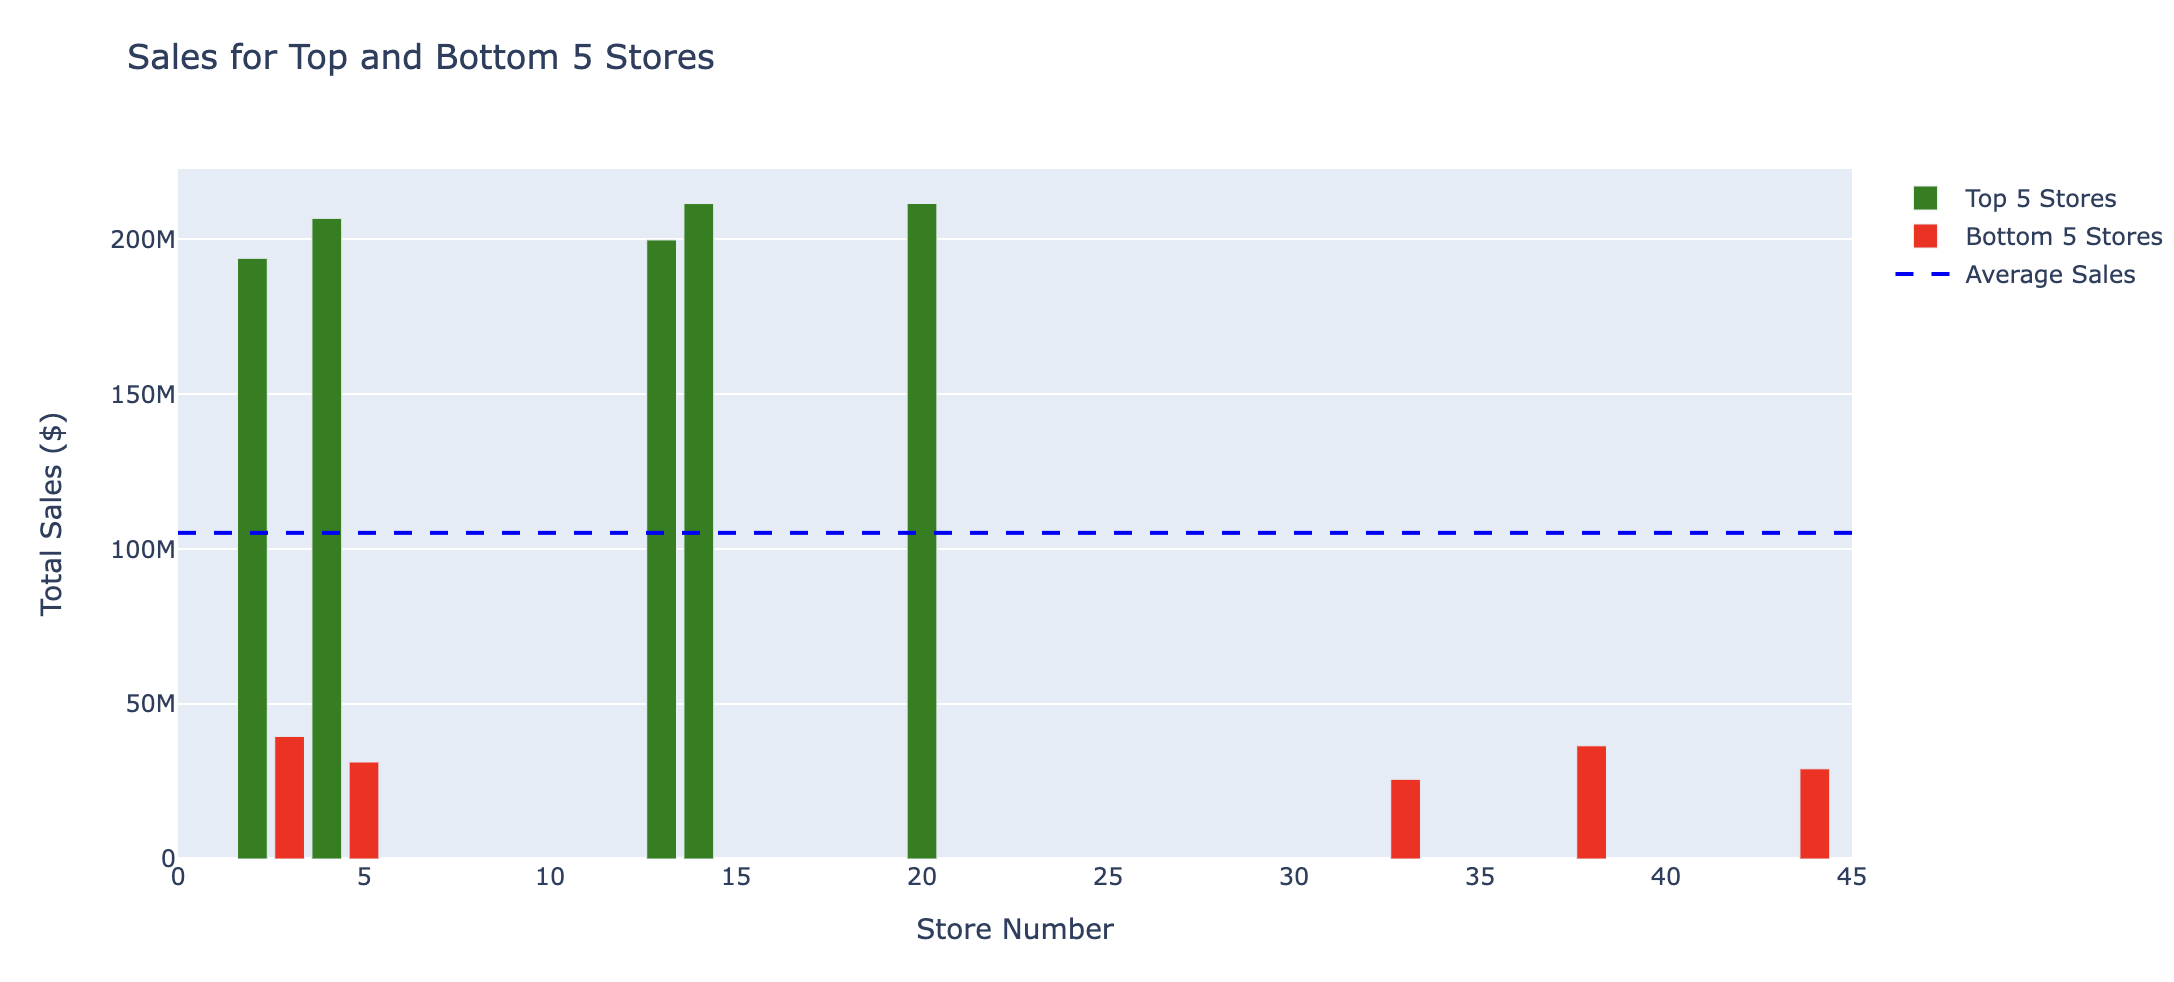 Sales for Top and Bottom 5 Stores
Top 5 Stores
Bottom 5 Stores
Average Sales
Total Sales ($)
200M
150M
100M
50M
0
0 5 10 15 20 25 30 35 40 45
Store Number